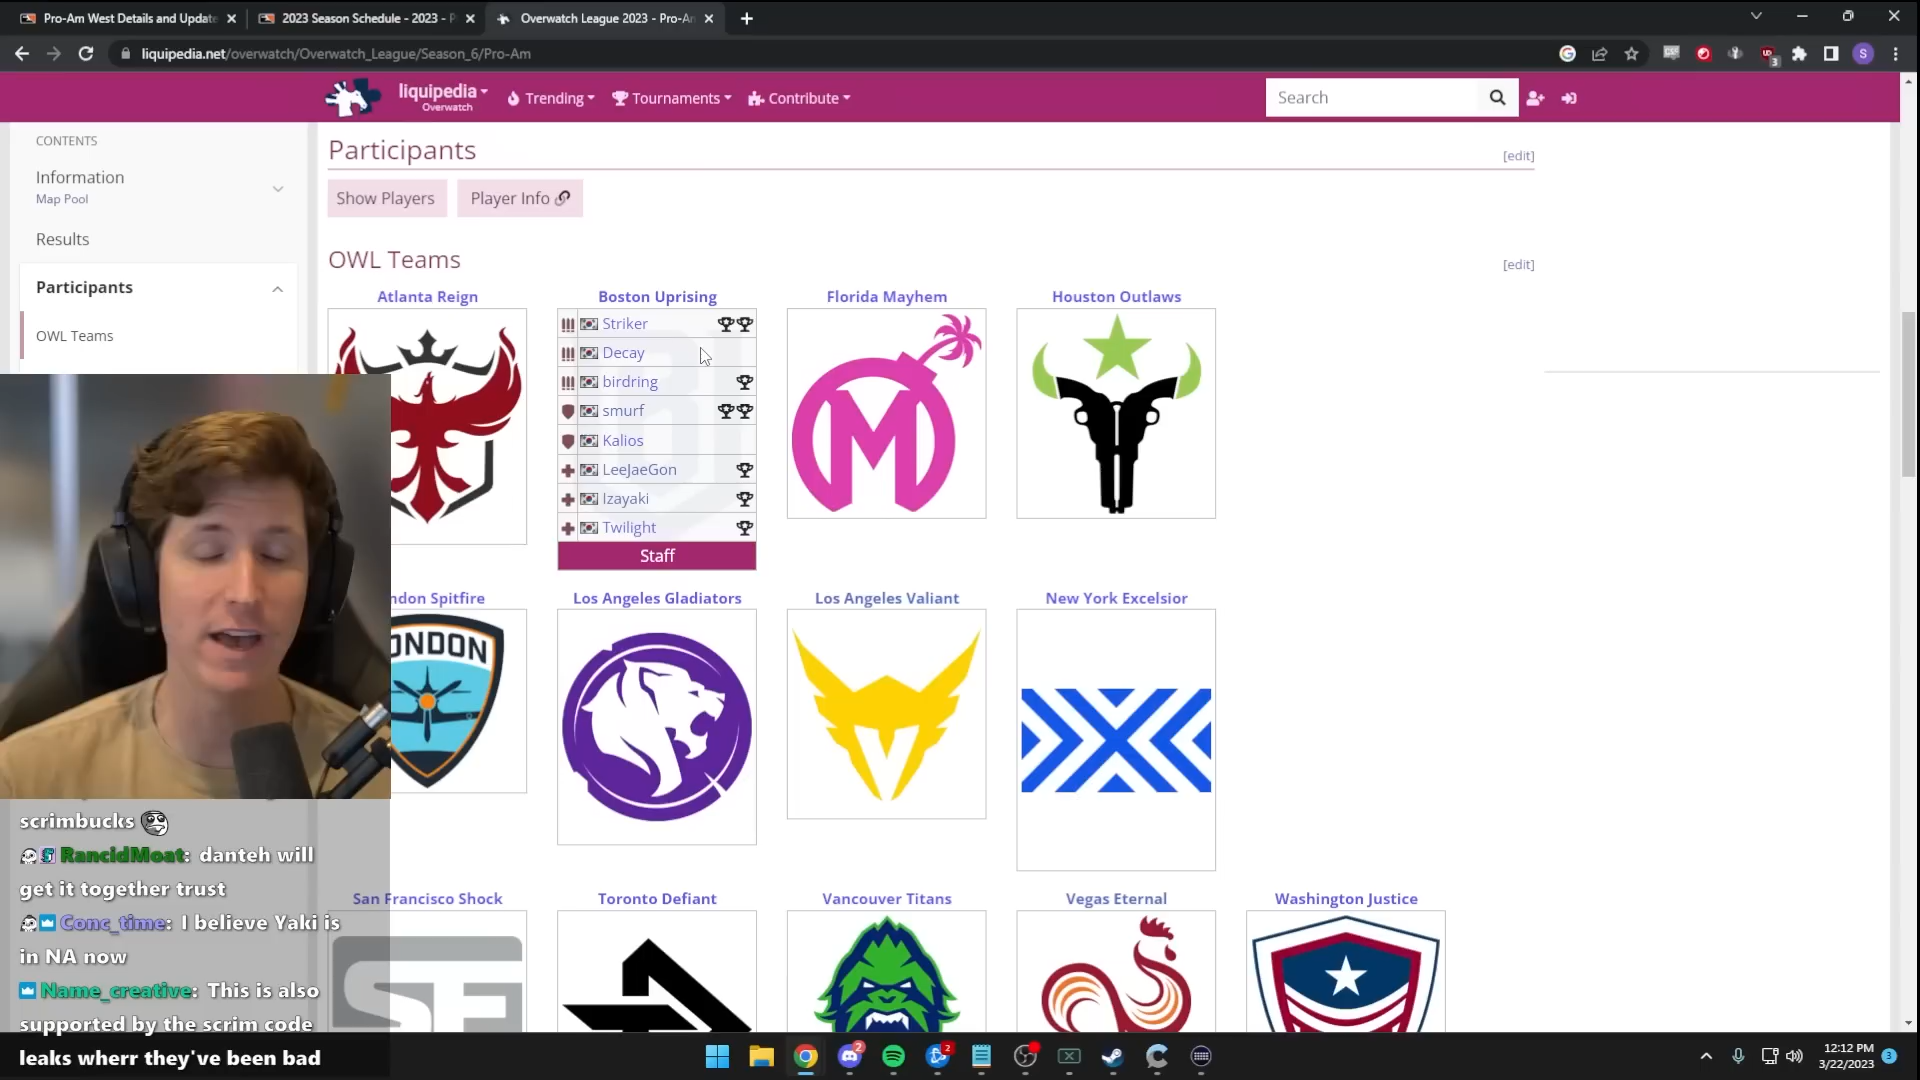 Pro-Am West Details and Update
2023 Season Schedule - 2023 - P
Overwatch League 2023 - Pro-Am
liquipedia.net/overwatch/Overwatch_League/Season_6/Pro-Am
3
S
liquipedia
Overwatch
Trending
Tournaments
Contribute
Search
CONTENTS
Information
Map Pool
Results
Participants
OWL Teams
Participants
[edit]
Show Players
Player Info
OWL Teams
[edit]
Atlanta Reign
Boston Uprising
Florida Mayhem
Houston Outlaws
Striker
Decay
birdring
smurf
Kalios
LeeJaeGon
Izayaki
Twilight
Staff
M
ndon Spitfire
Los Angeles Gladiators
Los Angeles Valiant
New York Excelsior
ONDON
San Francisco Shock
Toronto Defiant
Vancouver Titans
Vegas Eternal
Washington Justice
SF
scrimbucks
RancidMoat: danteh will
get it together trust
Conc_time: I believe Yaki is
in NA now
Name_creative: This is also
supported by the scrim code
leaks wherr they've been bad
2
2
12:12 PM
3/22/2023
3